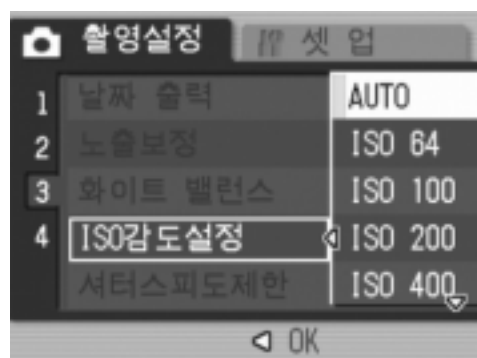 촬영설정 셋업
1 날짜 출력 AUTO
2 노출보정 ISO 64
3 화이트 밸런스 ISO 100
4 ISO감도설정 ISO 200
셔터스피도제한 ISO 400
OK